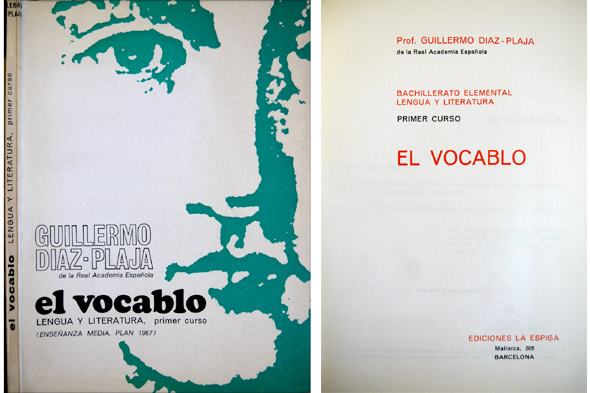 el vocablo LENGUA Y LITERATURA, primer curso
GUILLERMO
DIAZ-PLAJA
de la Real Academia Española
el vocablo
LENGUA Y LITERATURA, primer curso
(ENSEÑANZA MEDIA. PLAN 1967)
Prof. GUILLERMO DIAZ-PLAJA
de la Real Academia Española
BACHILLERATO ELEMENTAL
LENGUA Y LITERATURA
PRIMER CURSO
EL VOCABLO
EDICIONES LA ESPIGA
Mallorca, 305
BARCELONA